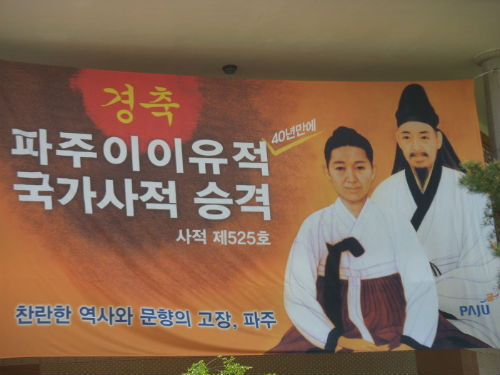 경축
40년만에
파주이이유적
국가사적 승격
사적 제525호
찬란한 역사와 문향의 고장, 파주
PAJU